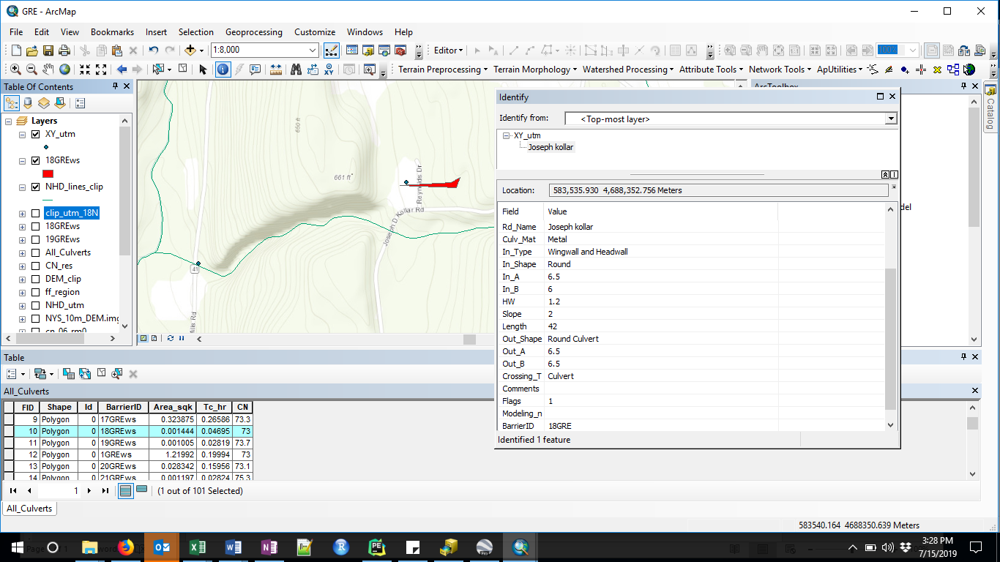 GRE - ArcMap
File Edit View Bookmarks Insert Selection Geoprocessing Customize Windows Help
1:8,000
Editor
100%
Terrain Preprocessing Terrain Morphology Watershed Processing Attribute Tools Network Tools ApUtilities
Table Of Contents
Layers
XY_utm
18GREws
NHD_lines_clip
clip_utm_18N
18GREws
19GREws
All_Culverts
CN_res
DEM_clip
ff_region
NHD_utm
NYS_10m_DEM.img
cn_06_rm0
650 ft
661 ft
Reynolds Dr
Joseph D Kollar Rd
41
Mills Rd
ArcToolbox
del
Catalog
Identify
Identify from: <Top-most layer>
XY_utm
Joseph kollar
Location: 583,535.930 4,688,352.756 Meters
Field Value
Rd_Name Joseph kollar
Culv_Mat Metal
In_Type Wingwall and Headwall
In_Shape Round
In_A 6.5
In_B 6
HW 1.2
Slope 2
Length 42
Out_Shape Round Culvert
Out_A 6.5
Out_B 6.5
Crossing_T Culvert
Comments
Flags 1
Modeling_n
BarrierID 18GRE
Identified 1 feature
Table
All_Culverts
FID Shape Id BarrierID Area_sqk Tc_hr CN
9 Polygon 0 17GREws 0.323875 0.26586 73.3
10 Polygon 0 18GREws 0.001444 0.04695 73
11 Polygon 0 19GREws 0.001005 0.02819 73.7
12 Polygon 0 1GREws 1.21992 0.19994 73
13 Polygon 0 20GREws 0.028342 0.15956 73.1
14 Polygon 0 21GREws 0.001197 0.02824 75.3
1 (1 out of 101 Selected)
All_Culverts
583540.164 4688350.639 Meters
3:28 PM
7/15/2019